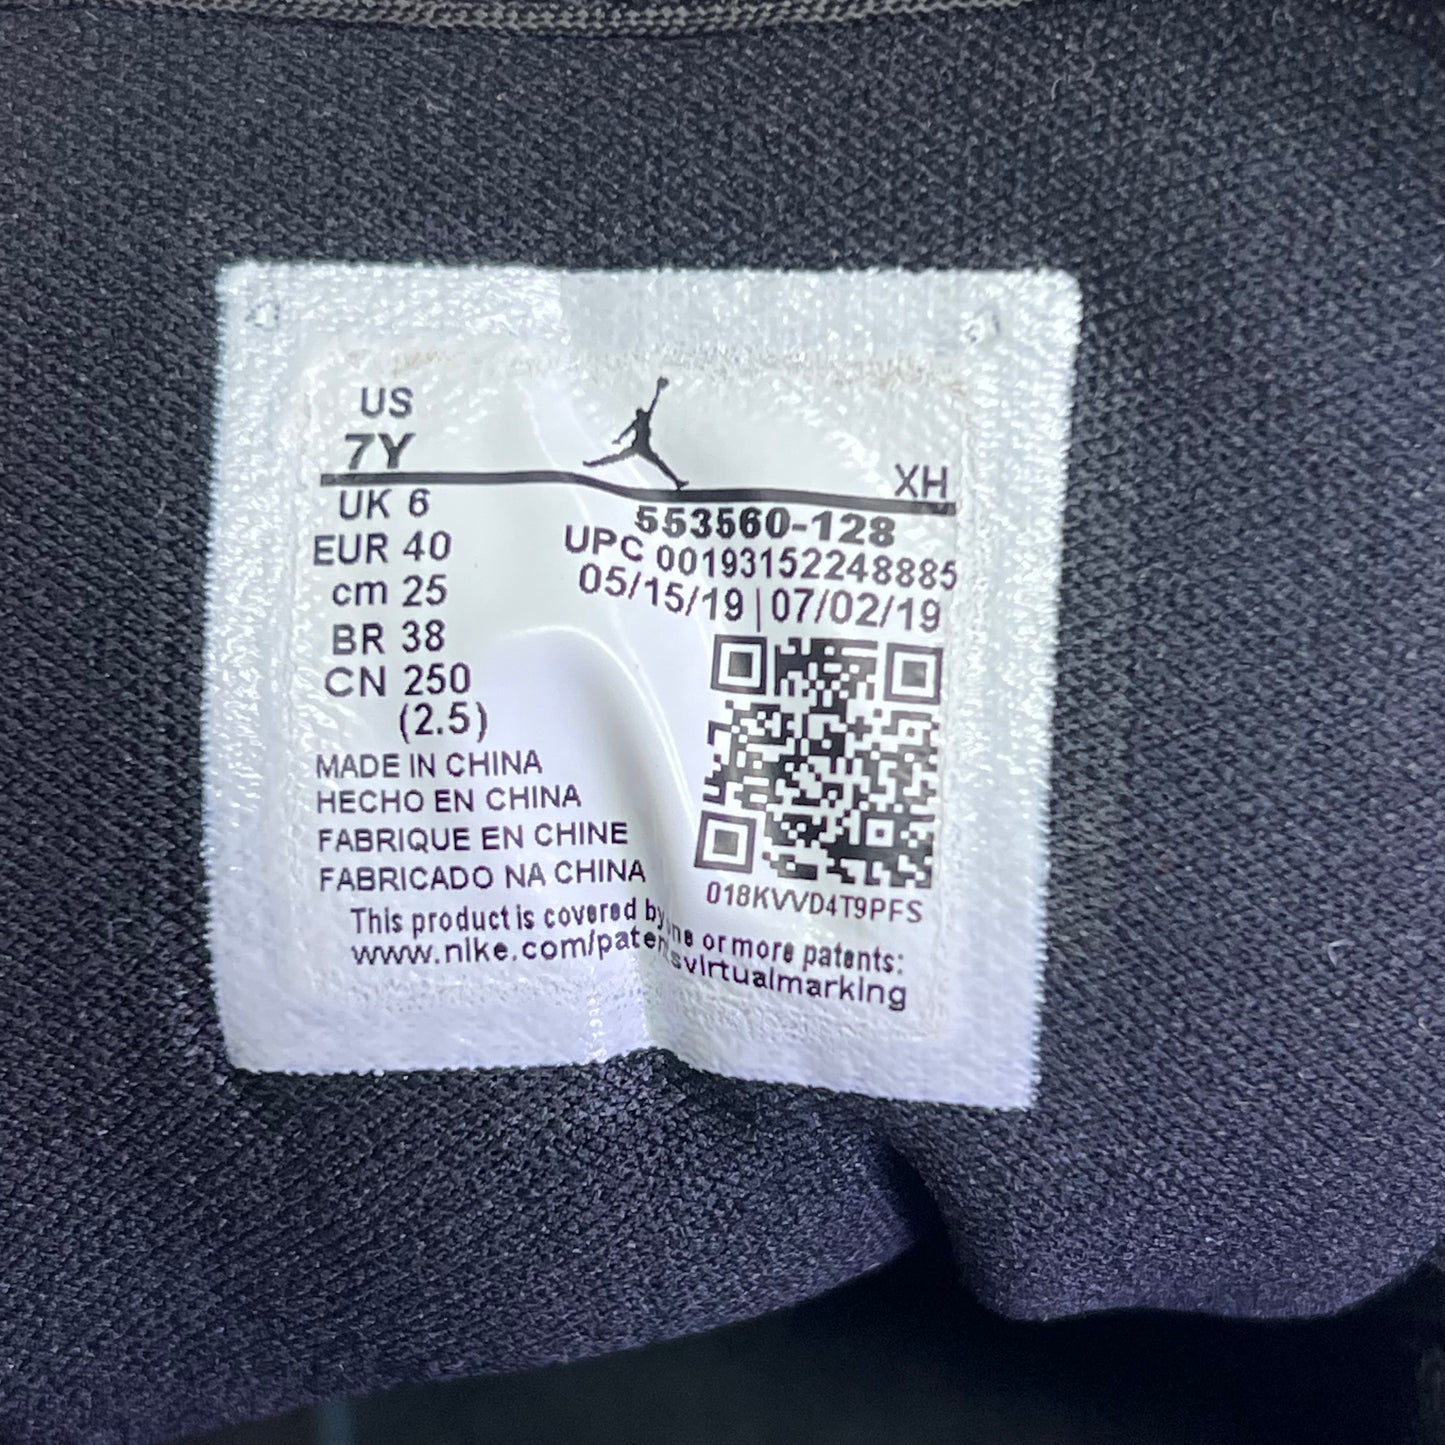 US
7Y
XH
UK 6
553560-128
EUR 40
UPC 00193152248885
cm 25
05/15/19 | 07/02/19
BR 38
CN 250
(2.5)
MADE IN CHINA
HECHO EN CHINA
FABRIQUE EN CHINE
FABRICADO NA CHINA
018KVVD4T9PFS
This product is covered by one or more patents:
www.nike.com/patentsvirtualmarking